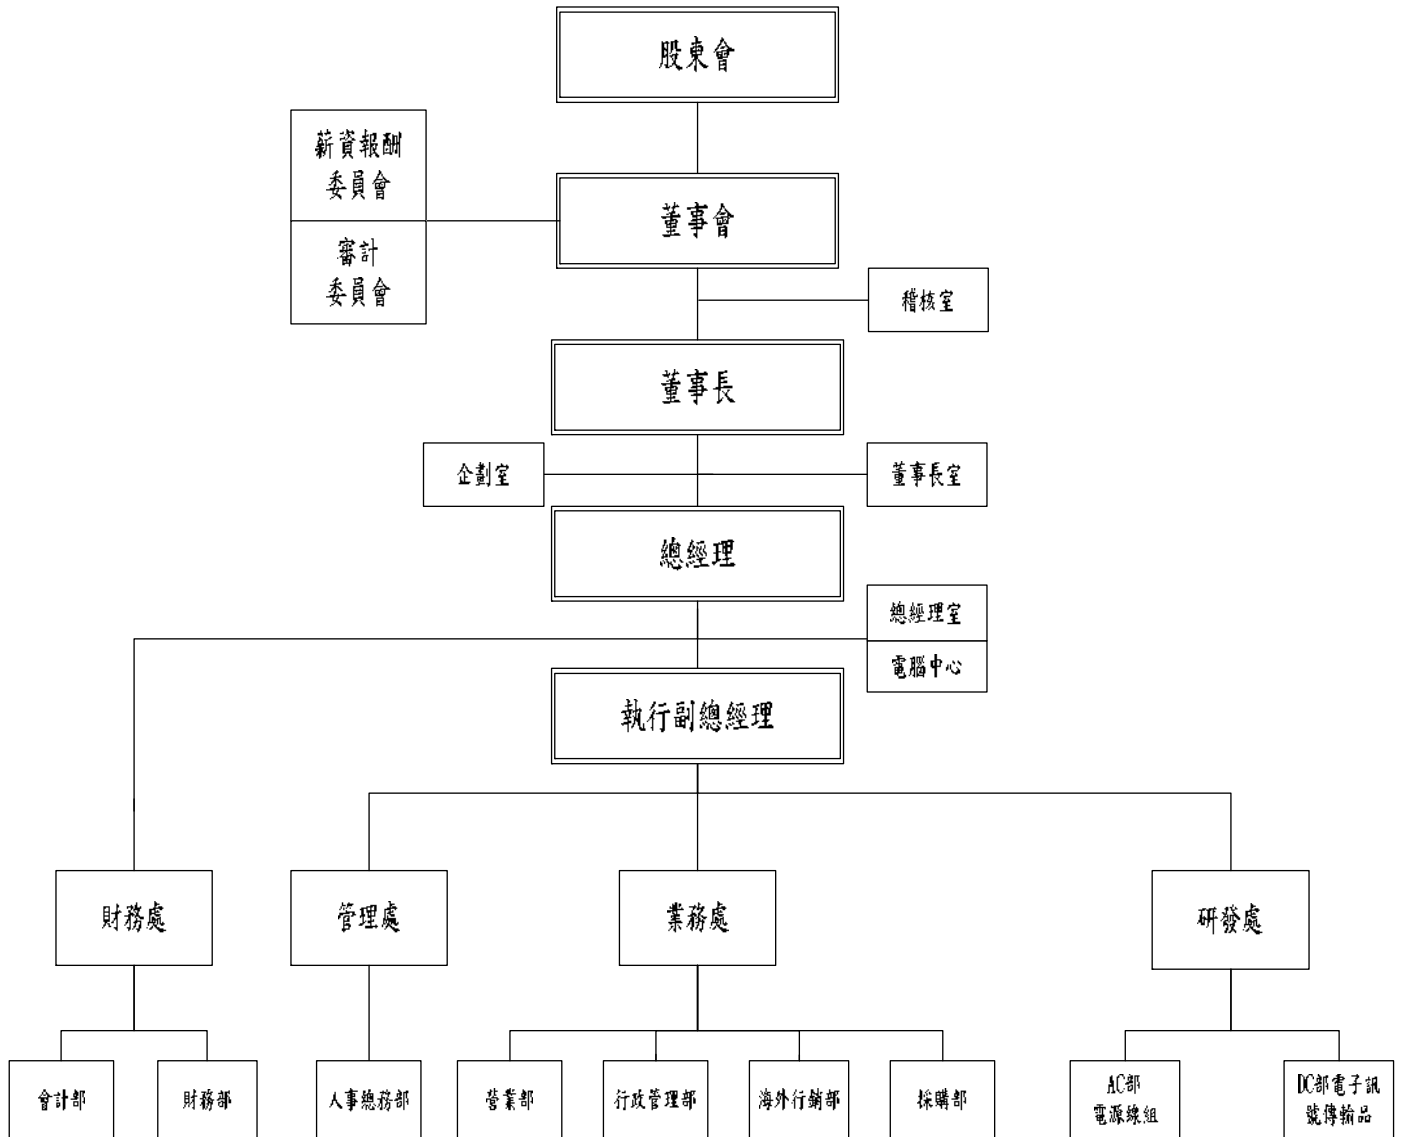 股東會
薪資報酬
委員會
審計
委員會
董事會
稽核室
董事長
企劃室
董事長室
總經理
總經理室
電腦中心
執行副總經理
財務處
管理處
業務處
研發處
會計部
財務部
人事總務部
營業部
行政管理部
海外行銷部
採購部
AC部
電源線組
DC部電子訊
號傳輸品